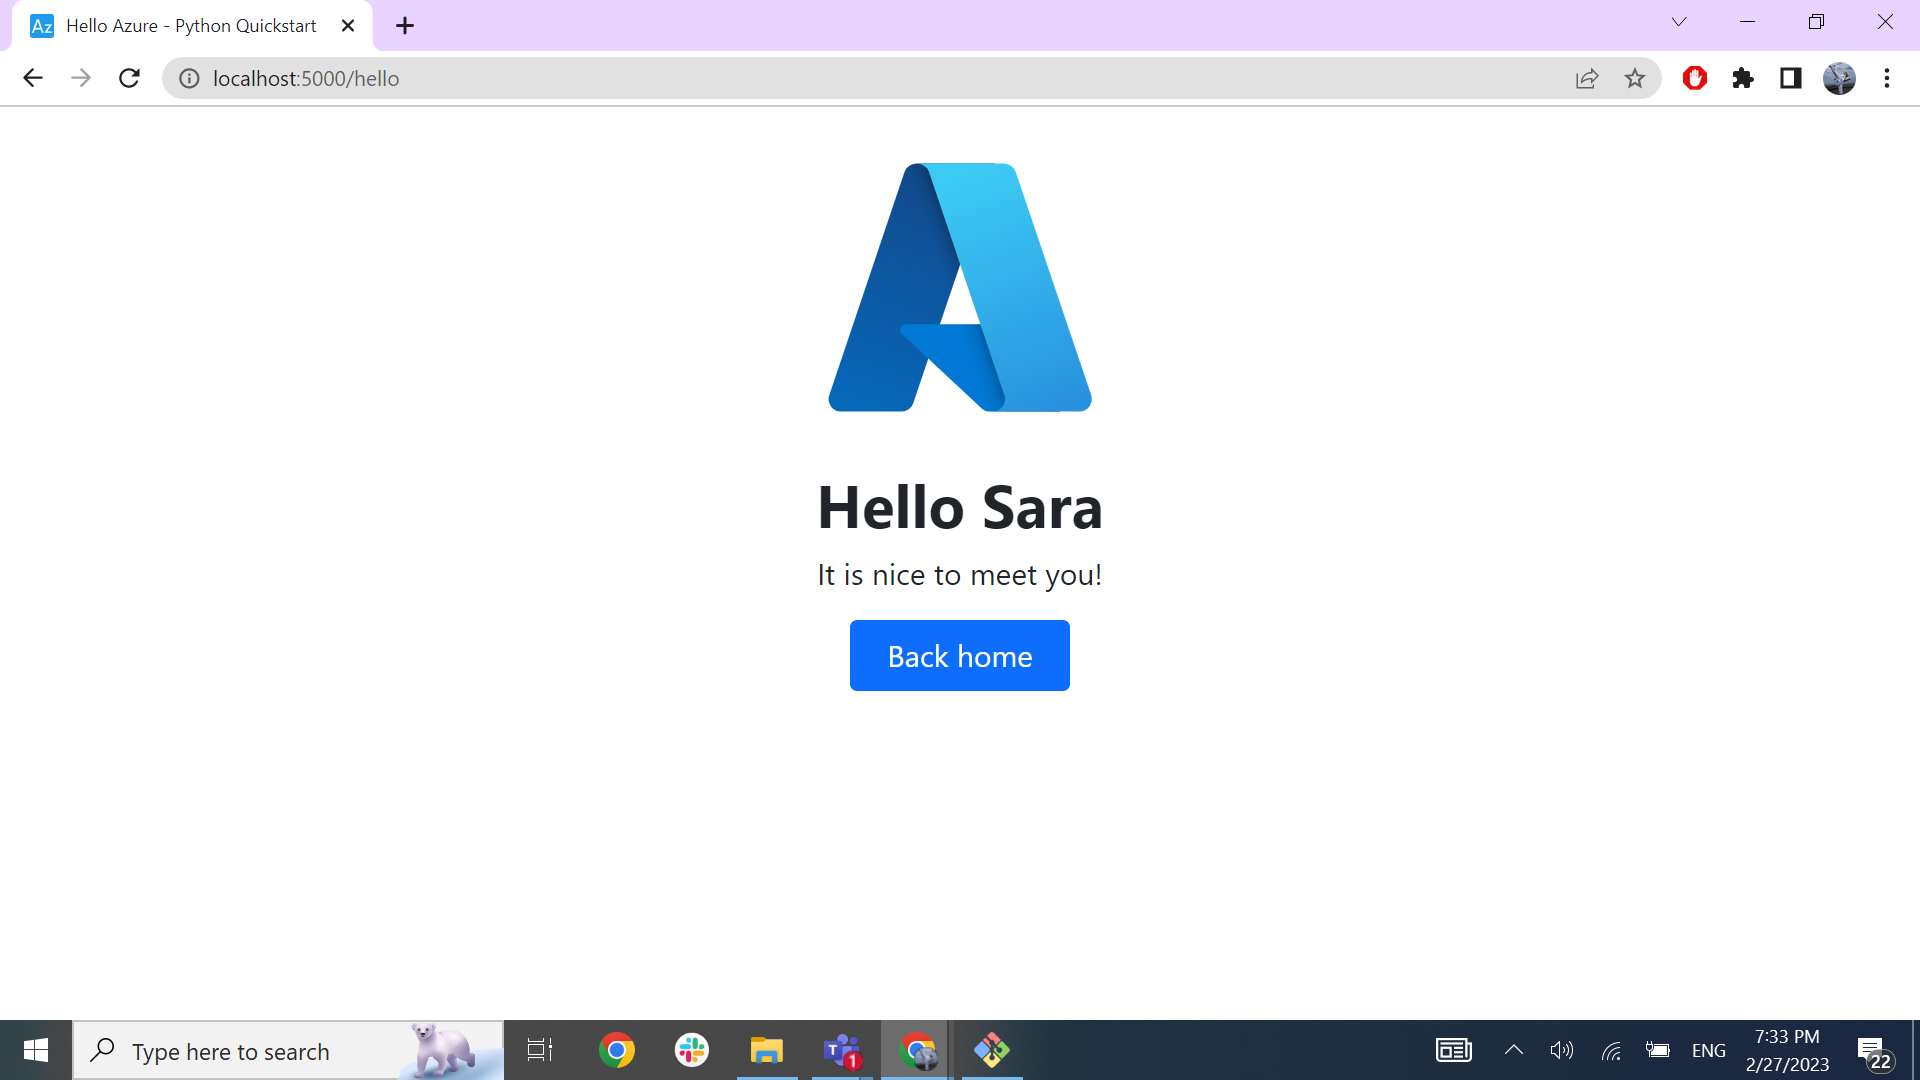 Az Hello Azure - Python Quickstart
localhost:5000/hello
Hello Sara
It is nice to meet you!
Back home
Type here to search
T 1
ENG
7:33 PM
2/27/2023
22